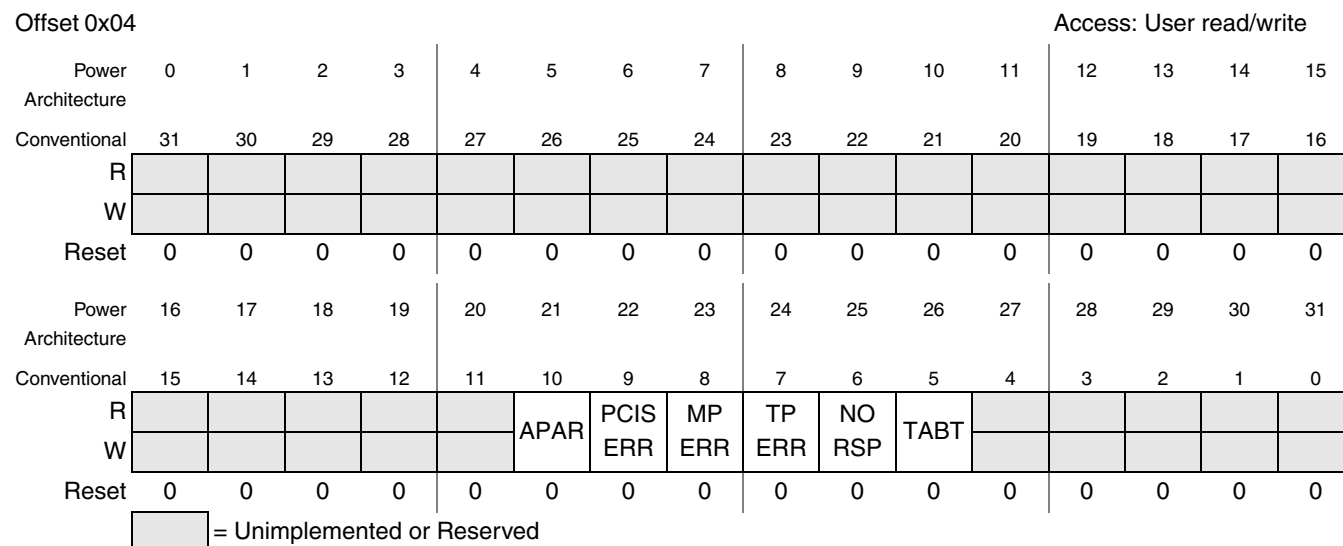 Offset 0x04 Access: User read/write
Power Architecture 0 1 2 3 4 5 6 7 8 9 10 11 12 13 14 15
Conventional 31 30 29 28 27 26 25 24 23 22 21 20 19 18 17 16
R
W
Reset 0 0 0 0 0 0 0 0 0 0 0 0 0 0 0 0
Power Architecture 16 17 18 19 20 21 22 23 24 25 26 27 28 29 30 31
Conventional 15 14 13 12 11 10 9 8 7 6 5 4 3 2 1 0
R APAR PCIS ERR MP ERR TP ERR NO RSP TABT
W
Reset 0 0 0 0 0 0 0 0 0 0 0 0 0 0 0 0
= Unimplemented or Reserved